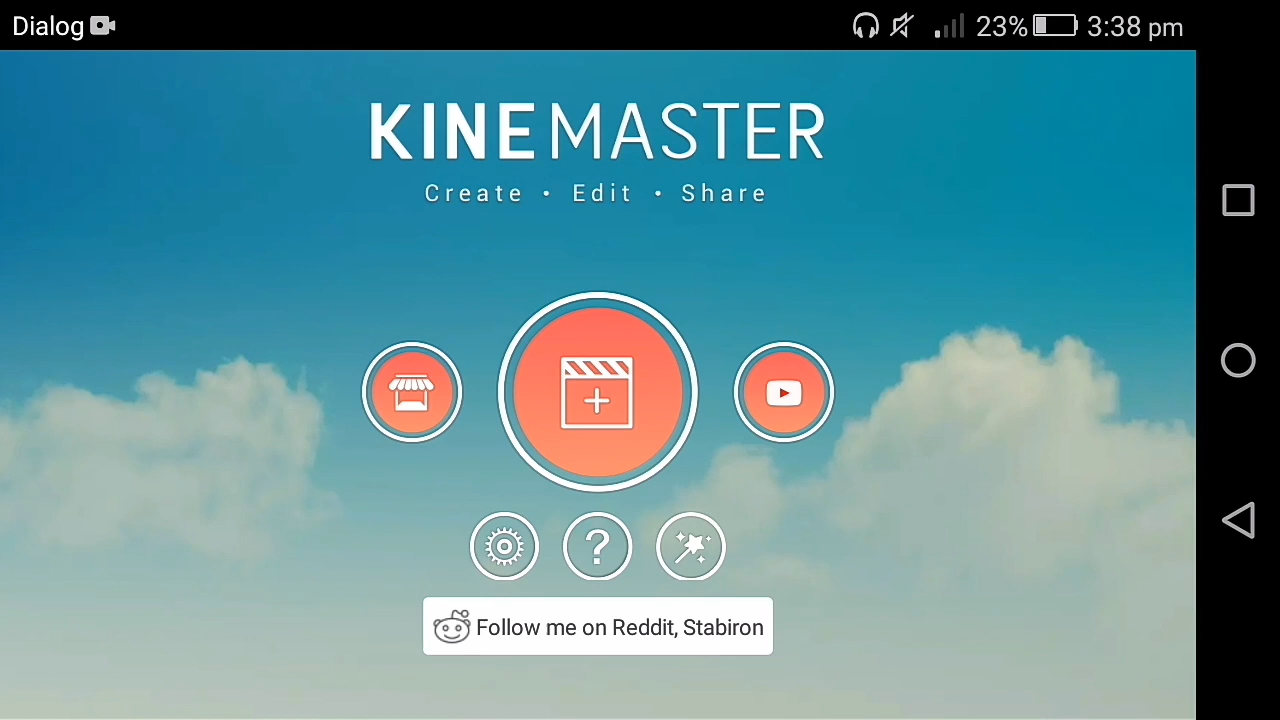 Dialog 23% 3:38 pm
KINEMASTER
Create • Edit • Share
?
Follow me on Reddit, Stabiron